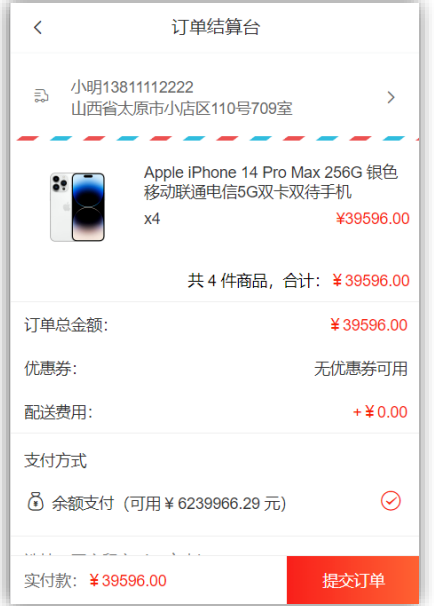 订单结算台
小明13811112222
山西省太原市小店区110号709室
Apple iPhone 14 Pro Max 256G 银色
移动联通电信5G双卡双待手机
x4 ¥39596.00
共 4 件商品，合计：¥39596.00
订单总金额： ¥39596.00
优惠券： 无优惠券可用
配送费用： +¥0.00
支付方式
余额支付（可用 ¥ 6239966.29 元）
实付款：¥39596.00 提交订单